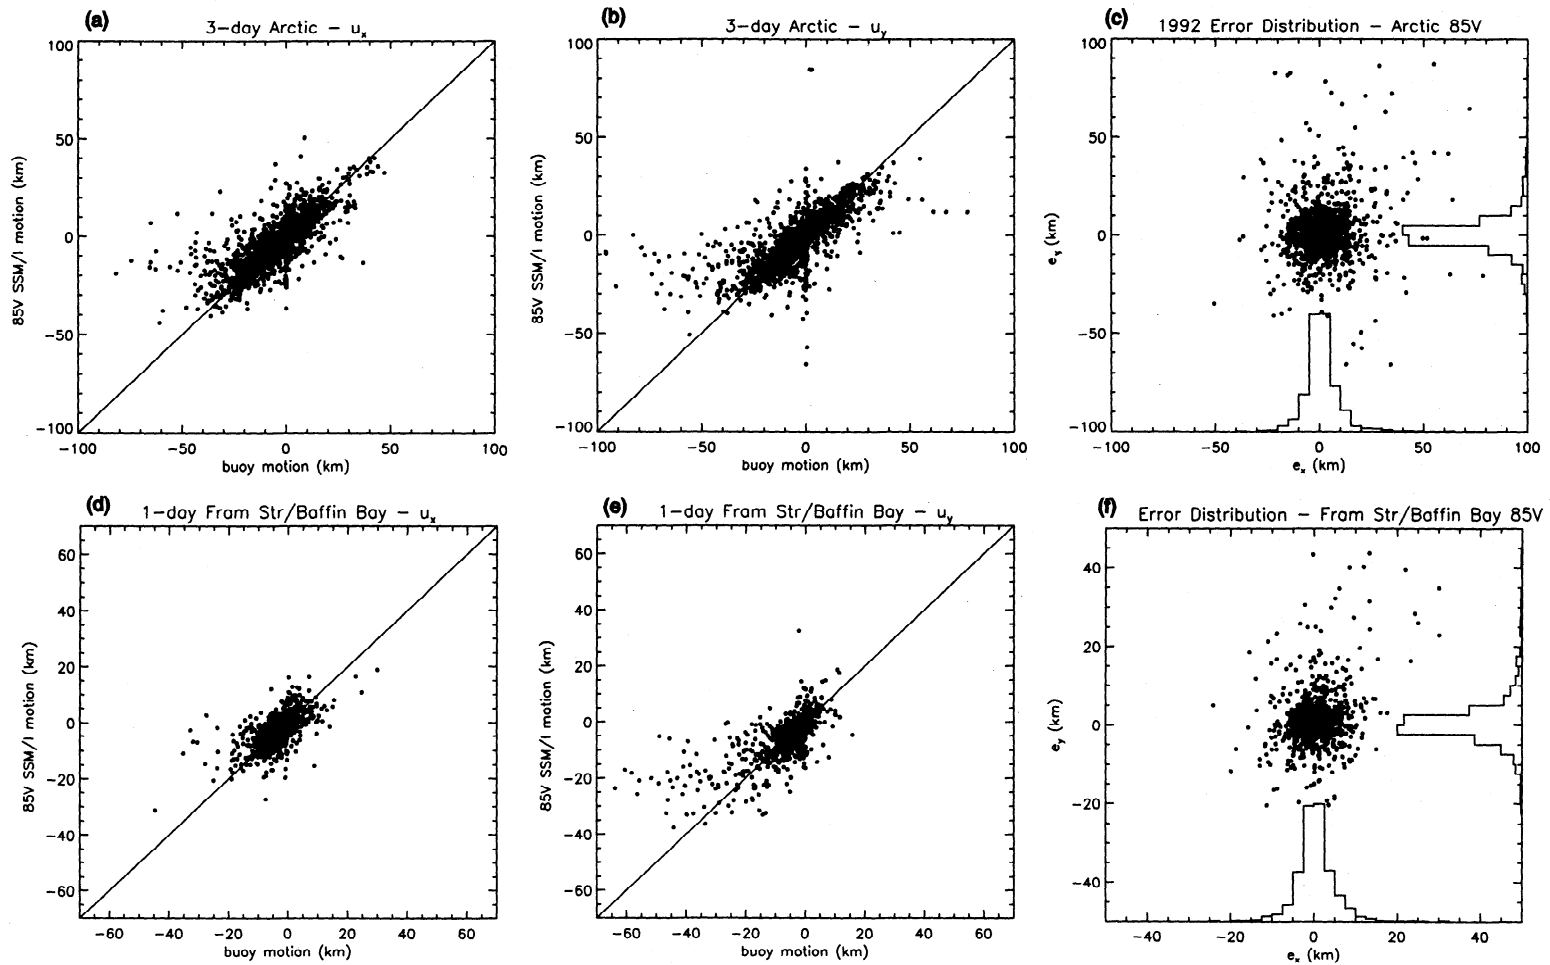 (a)
3-day Arctic - u_x
100
50
0
-50
-100
-100 -50 0 50 100
buoy motion (km)
85V SSM/I motion (km)
(b)
3-day Arctic - u_y
100
50
0
-50
-100
-100 -50 0 50 100
buoy motion (km)
85V SSM/I motion (km)
(c)
1992 Error Distribution - Arctic 85V
100
50
0
-50
-100
-100 -50 0 50 100
e_x (km)
e_y (km)
(d)
1-day Fram Str/Baffin Bay - u_x
60
40
20
0
-20
-40
-60
-60 -40 -20 0 20 40 60
buoy motion (km)
85V SSM/I motion (km)
(e)
1-day Fram Str/Baffin Bay - u_y
60
40
20
0
-20
-40
-60
-60 -40 -20 0 20 40 60
buoy motion (km)
85V SSM/I motion (km)
(f)
Error Distribution - Fram Str/Baffin Bay 85V
40
20
0
-20
-40
-40 -20 0 20 40
e_x (km)
e_y (km)